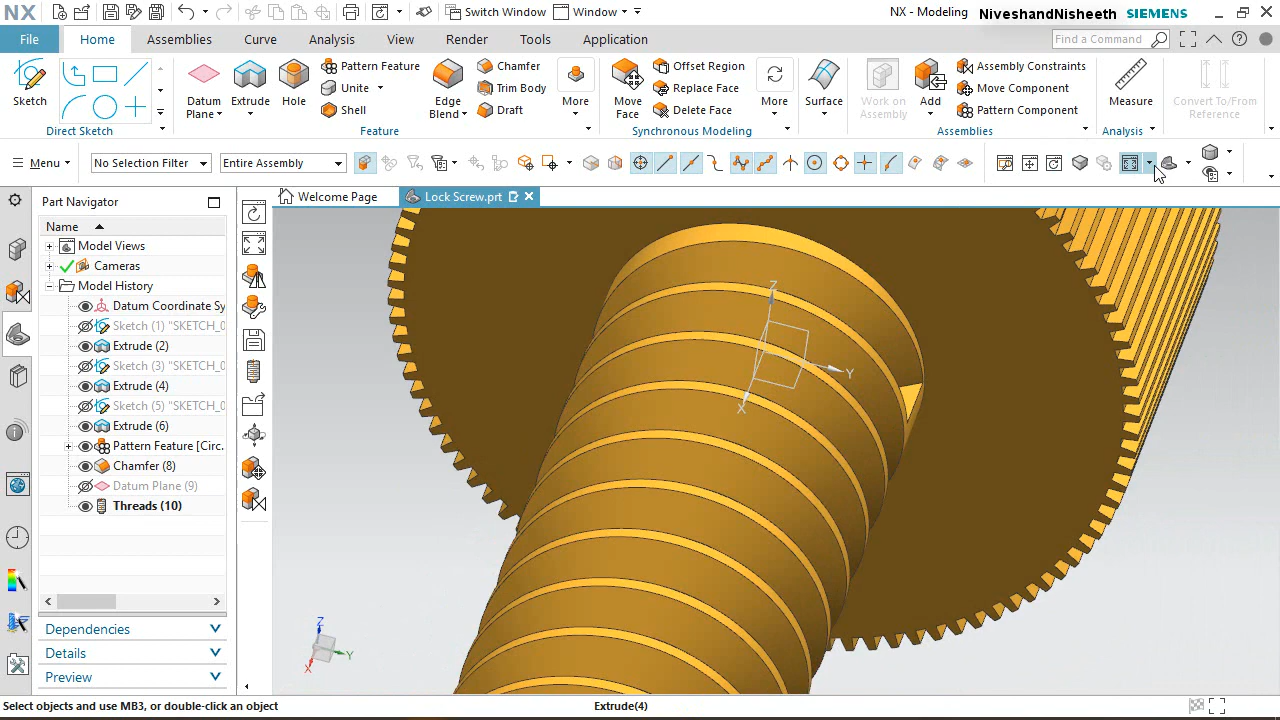 NX
Switch Window
Window
NX - Modeling
NiveshandNisheeth
SIEMENS
File
Home
Assemblies
Curve
Analysis
View
Render
Tools
Application
Find a Command
Sketch
Direct Sketch
Datum
Plane
Extrude
Hole
Pattern Feature
Unite
Shell
Edge
Blend
Chamfer
Trim Body
Draft
More
Feature
Move
Face
Offset Region
Replace Face
Delete Face
More
Synchronous Modeling
Surface
Work on
Assembly
Add
Assembly Constraints
Move Component
Pattern Component
Assemblies
Measure
Analysis
Convert To/From
Reference
Menu
No Selection Filter
Entire Assembly
Part Navigator
Welcome Page
Lock Screw.prt
Name
Model Views
Cameras
Model History
Datum Coordinate Sy
Sketch (1) "SKETCH_0
Extrude (2)
Sketch (3) "SKETCH_0
Extrude (4)
Sketch (5) "SKETCH_0
Extrude (6)
Pattern Feature [Circ.
Chamfer (8)
Datum Plane (9)
Threads (10)
Dependencies
Details
Preview
Z
Y
X
Z
Y
X
Select objects and use MB3, or double-click an object
Extrude(4)